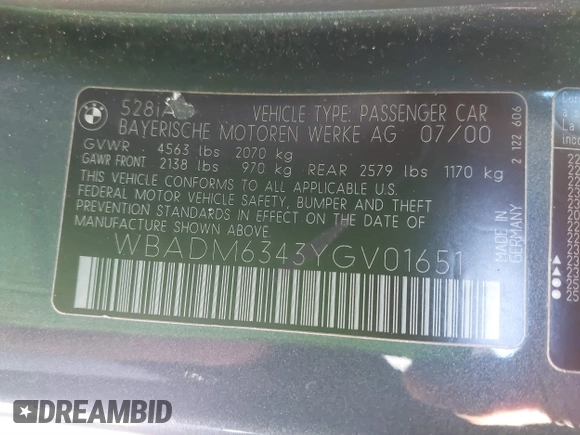 528iA VEHICLE TYPE: PASSENGER CAR
BAYERISCHE MOTOREN WERKE AG 07/00
GVWR 4563 lbs 2070 kg
GAWR FRONT 2138 lbs 970 kg REAR 2579 lbs 1170 kg
THIS VEHICLE CONFORMS TO ALL APPLICABLE U.S.
FEDERAL MOTOR VEHICLE SAFETY, BUMPER AND THEFT
PREVENTION STANDARDS IN EFFECT ON THE DATE OF
MANUFACTURE SHOWN ABOVE.
WBADM6343YGV01651
MADE IN
GERMANY
2 122 606
DREAMBID